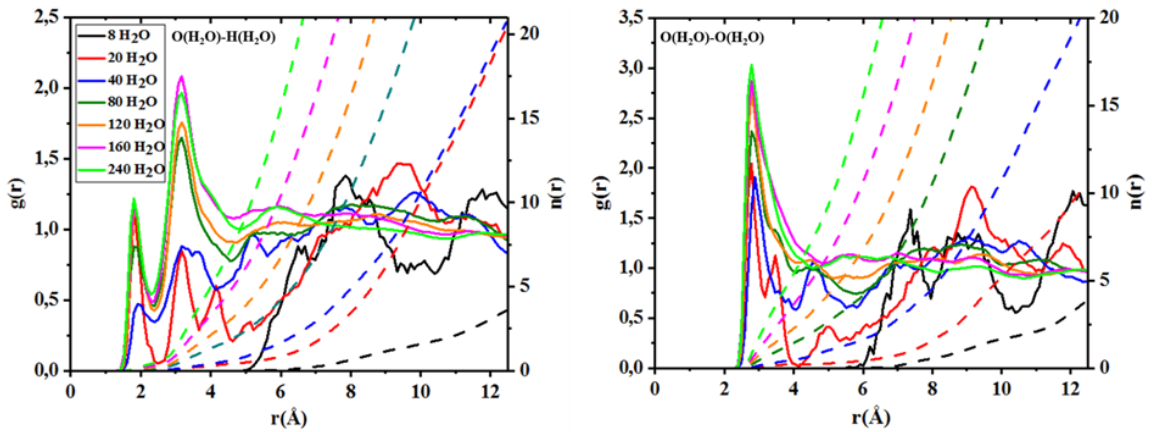 2,5
2,0
1,5
1,0
0,5
0,0
g(r)
8 H₂O
20 H₂O
40 H₂O
80 H₂O
120 H₂O
160 H₂O
240 H₂O
O(H₂O)-H(H₂O)
20
15
10
5
0
n(r)
0 2 4 6 8 10 12
r(Å)
3,5
3,0
2,5
2,0
1,5
1,0
0,5
0,0
g(r)
O(H₂O)-O(H₂O)
20
15
10
5
0
n(r)
0 2 4 6 8 10 12
r(Å)